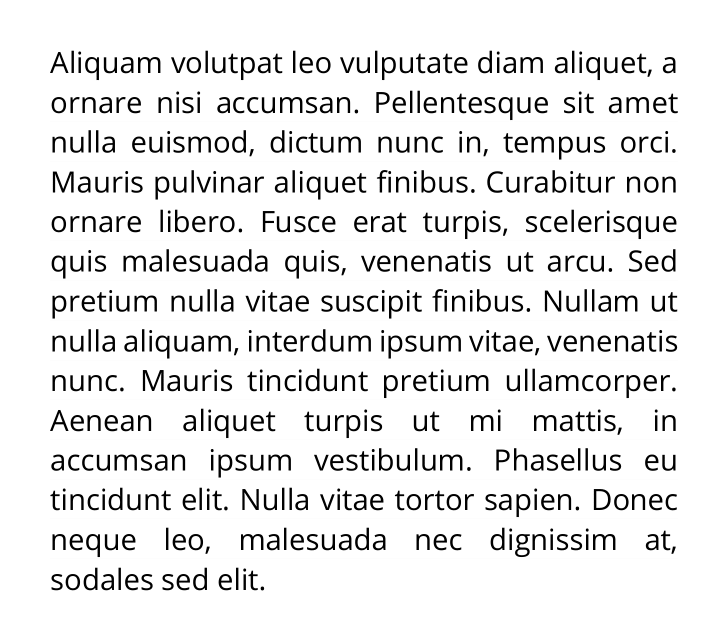 Aliquam volutpat leo vulputate diam aliquet, a
ornare nisi accumsan. Pellentesque sit amet
nulla euismod, dictum nunc in, tempus orci.
Mauris pulvinar aliquet finibus. Curabitur non
ornare libero. Fusce erat turpis, scelerisque
quis malesuada quis, venenatis ut arcu. Sed
pretium nulla vitae suscipit finibus. Nullam ut
nulla aliquam, interdum ipsum vitae, venenatis
nunc. Mauris tincidunt pretium ullamcorper.
Aenean aliquet turpis ut mi mattis, in
accumsan ipsum vestibulum. Phasellus eu
tincidunt elit. Nulla vitae tortor sapien. Donec
neque leo, malesuada nec dignissim at,
sodales sed elit.